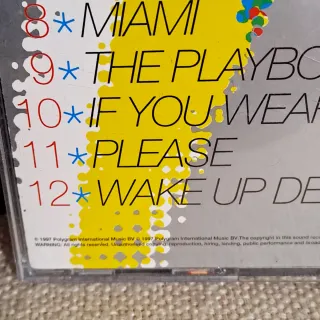 8*MIAMI
9*THE PLAYBO
10*IF YOU WEAR
11*PLEASE
12*WAKE UP DE
℗ 1997 Polygram International Music BV © 1997 Polygram International Music BV. The copyright in this sound rec
WARNING: All rights reserved. Unauthorised copying, reproduction, hiring, lending, public performance and broad